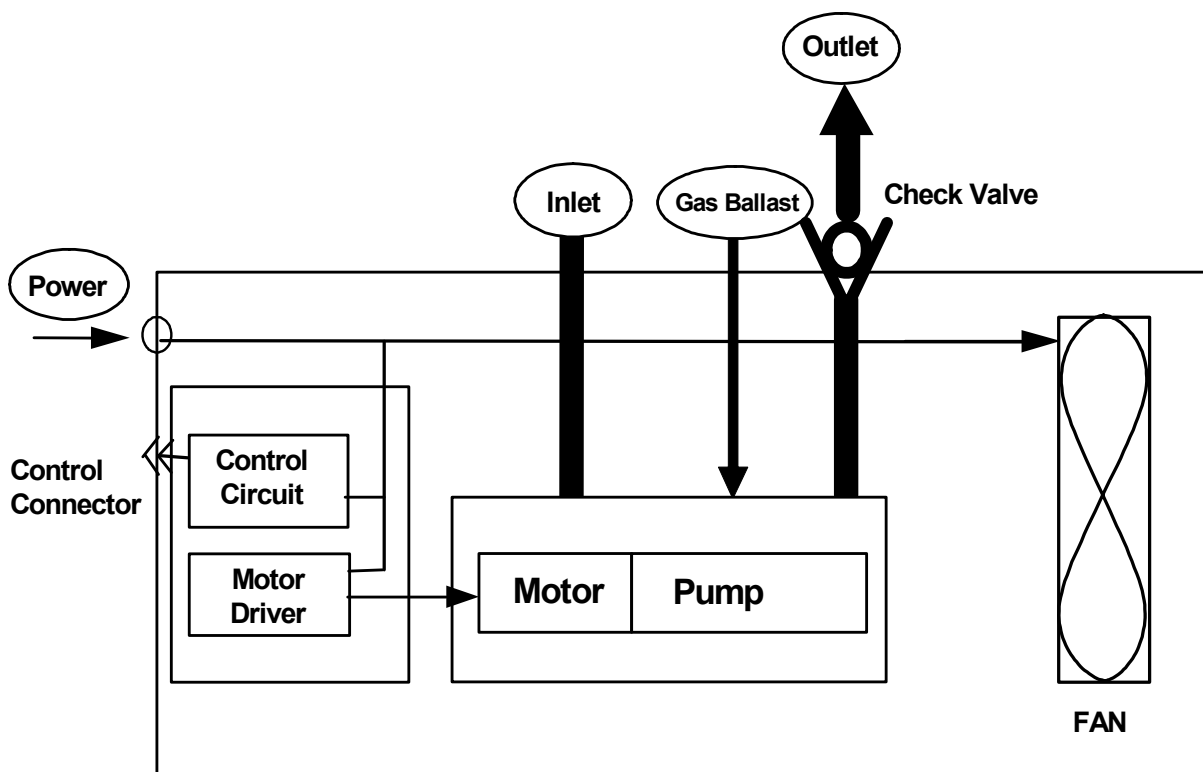 Outlet
Inlet
Gas Ballast
Check Valve
Power
Control
Connector
Control
Circuit
Motor
Driver
Motor
Pump
FAN